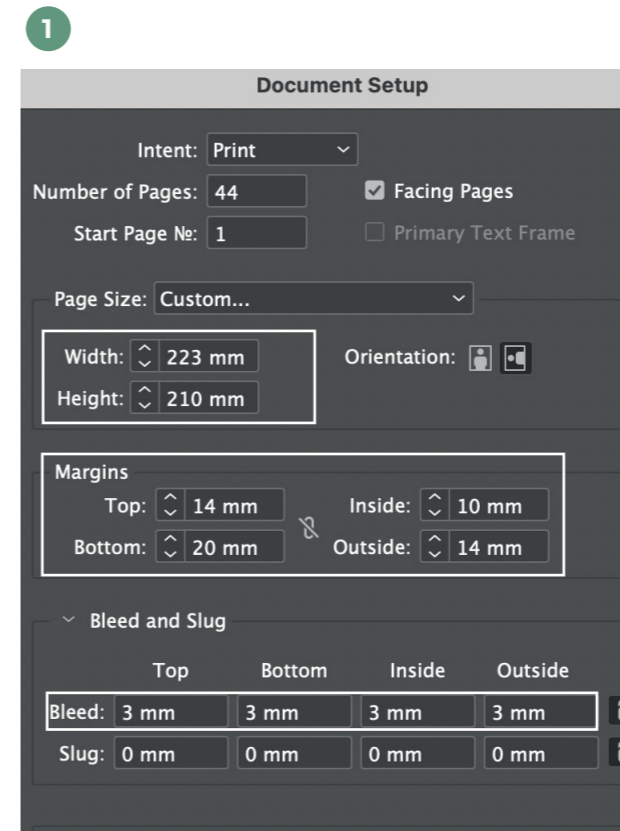 1
Document Setup
Intent: Print
Number of Pages: 44 Facing Pages
Start Page №: 1 Primary Text Frame
Page Size: Custom...
Width: 223 mm Orientation:
Height: 210 mm
Margins
Top: 14 mm Inside: 10 mm
Bottom: 20 mm Outside: 14 mm
Bleed and Slug
Top Bottom Inside Outside
Bleed: 3 mm 3 mm 3 mm 3 mm
Slug: 0 mm 0 mm 0 mm 0 mm